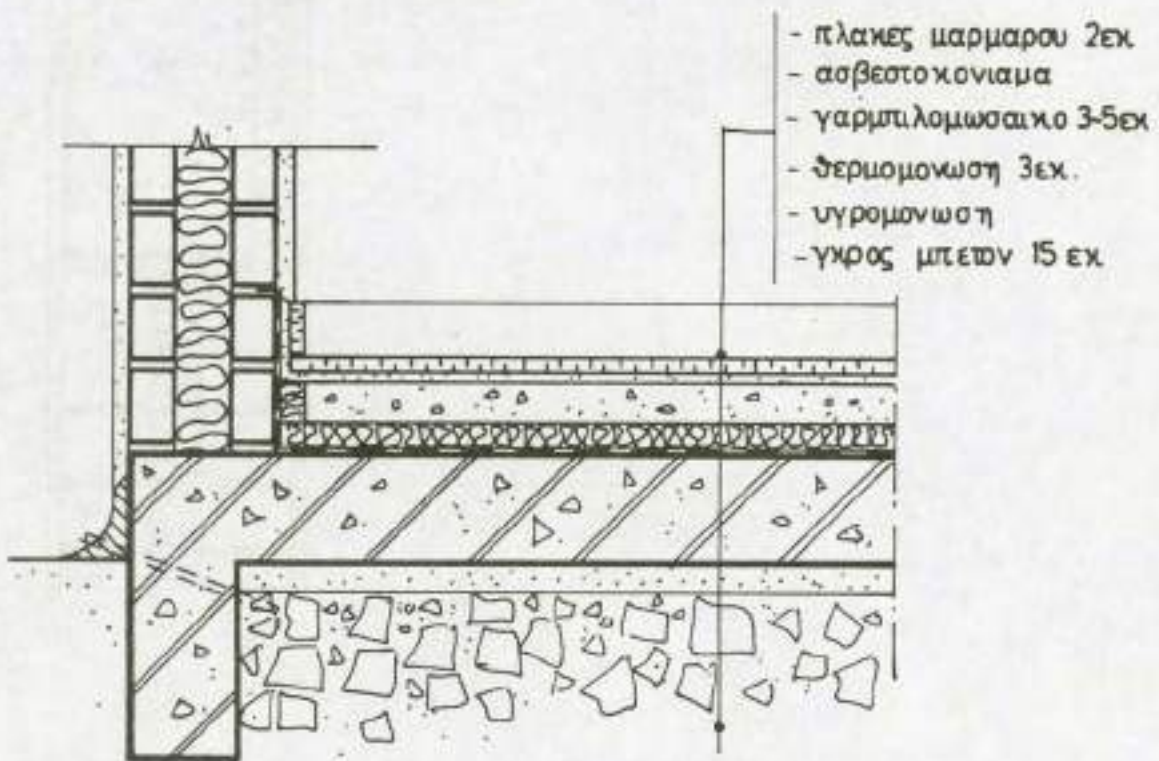 - πλακες μαρμαρου 2εκ
- ασβεστοκονιαμα
- γαρμπιλομωσαικο 3-5εκ
- θερμομονωση 3εκ.
- υγρομονωση
- γκρος μπετον 15 εκ